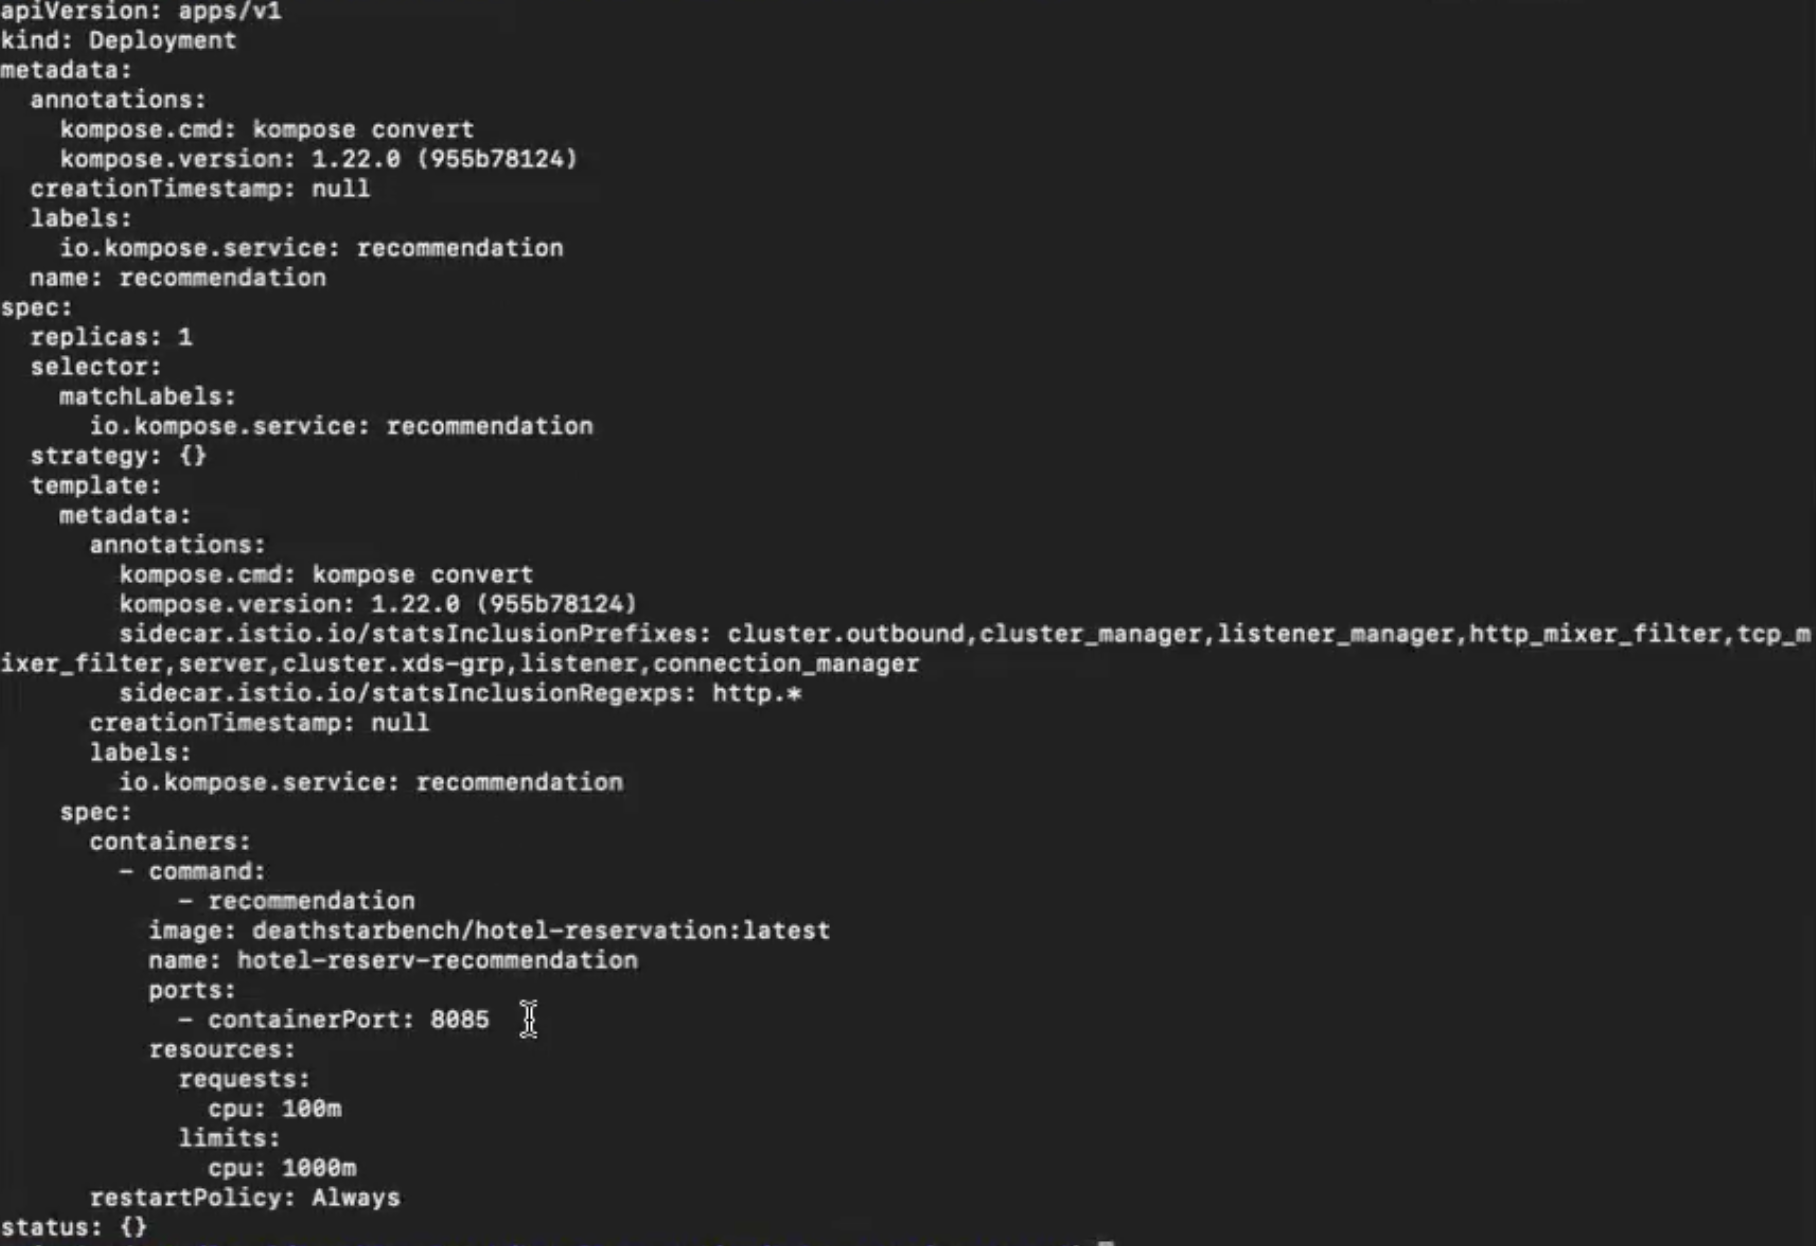 apiVersion: apps/v1
kind: Deployment
metadata:
  annotations:
    kompose.cmd: kompose convert
    kompose.version: 1.22.0 (955b78124)
  creationTimestamp: null
  labels:
    io.kompose.service: recommendation
  name: recommendation
spec:
  replicas: 1
  selector:
    matchLabels:
      io.kompose.service: recommendation
  strategy: {}
  template:
    metadata:
      annotations:
        kompose.cmd: kompose convert
        kompose.version: 1.22.0 (955b78124)
        sidecar.istio.io/statsInclusionPrefixes: cluster.outbound,cluster_manager,listener_manager,http_mixer_filter,tcp_m
ixer_filter,server,cluster.xds-grp,listener,connection_manager
        sidecar.istio.io/statsInclusionRegexps: http.*
      creationTimestamp: null
      labels:
        io.kompose.service: recommendation
    spec:
      containers:
        - command:
            - recommendation
          image: deathstarbench/hotel-reservation:latest
          name: hotel-reserv-recommendation
          ports:
            - containerPort: 8085
          resources:
            requests:
              cpu: 100m
            limits:
              cpu: 1000m
      restartPolicy: Always
status: {}